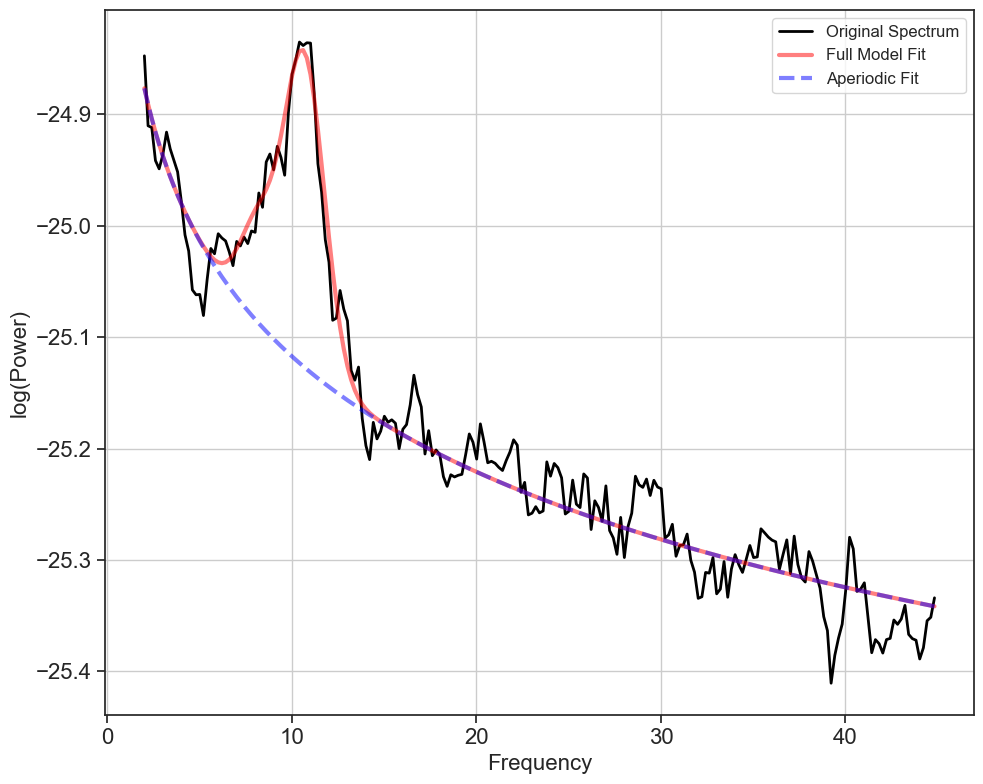 Original Spectrum
Full Model Fit
Aperiodic Fit
−24.9
−25.0
−25.1
−25.2
−25.3
−25.4
log(Power)
0 10 20 30 40
Frequency